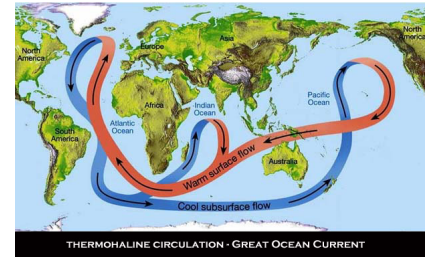 North
America
Europe
Asia
North
America
Africa
Indian
Ocean
Pacific
Ocean
Atlantic
Ocean
South
America
Australia
Warm surface flow
Cool subsurface flow
THERMOHALINE CIRCULATION - GREAT OCEAN CURRENT